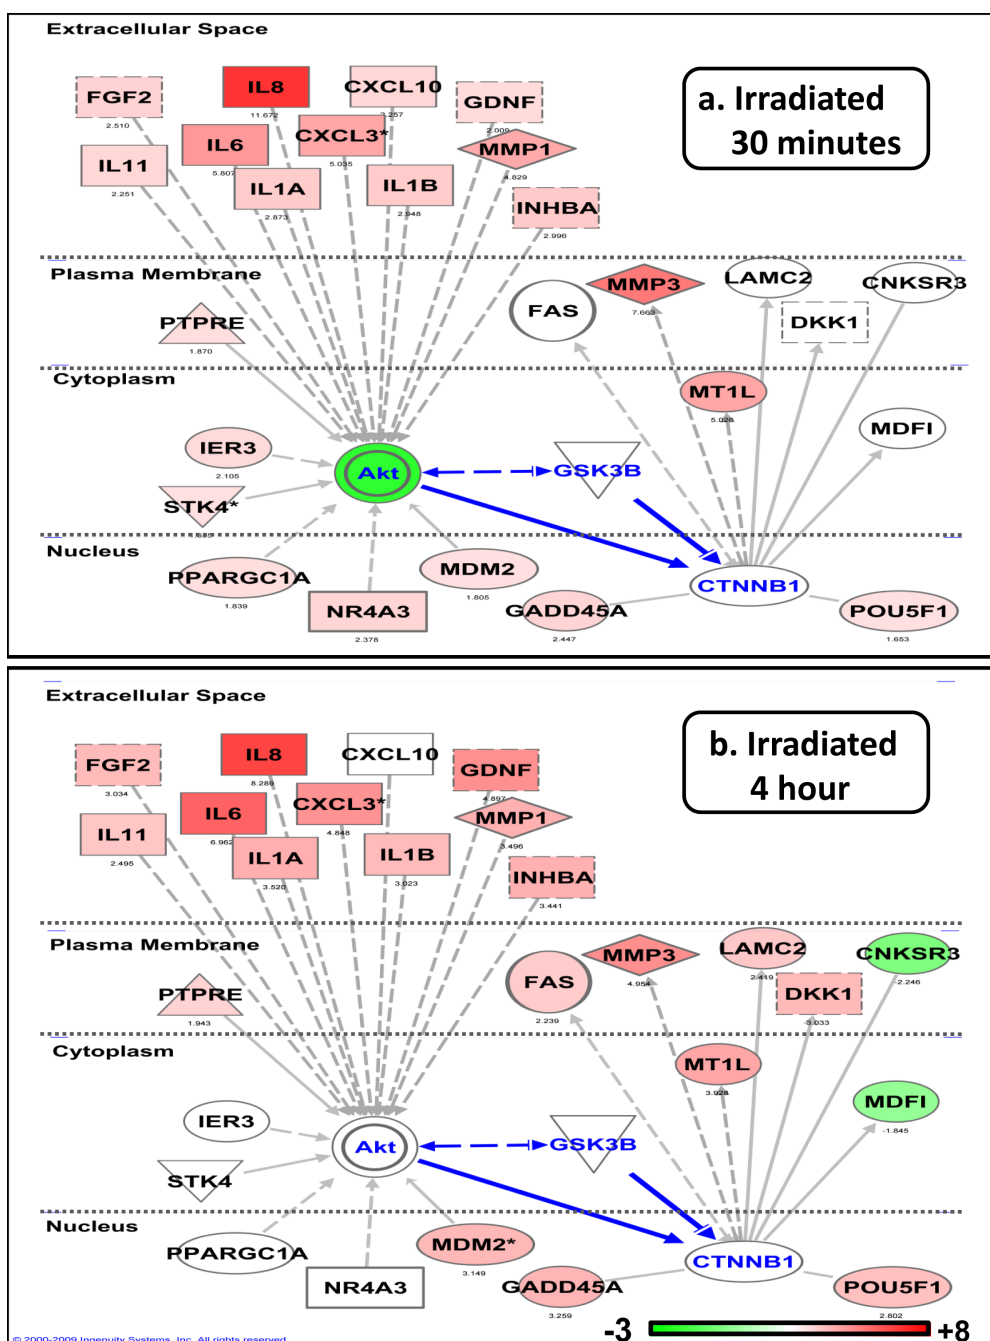 Extracellular Space
a. Irradiated
30 minutes
FGF2
2.510
IL8
11.672
CXCL10
3.257
GDNF
2.009
IL11
2.251
IL6
5.807
CXCL3*
5.035
MMP1
4.829
IL1A
2.873
IL1B
2.948
INHBA
2.996
Plasma Membrane
PTPRE
1.870
FAS
MMP3
7.663
LAMC2
CNKSR3
DKK1
Cytoplasm
MT1L
5.026
MDFI
IER3
2.105
Akt
GSK3B
STK4*
Nucleus
PPARGC1A
1.839
NR4A3
2.378
MDM2
1.805
GADD45A
2.447
CTNNB1
POU5F1
1.653
Extracellular Space
b. Irradiated
4 hour
FGF2
3.034
IL8
8.289
CXCL10
GDNF
4.897
IL11
2.495
IL6
6.962
CXCL3*
4.848
MMP1
3.496
IL1A
3.520
IL1B
3.023
INHBA
3.441
Plasma Membrane
PTPRE
1.943
FAS
2.239
MMP3
4.954
LAMC2
2.419
CNKSR3
-2.246
DKK1
3.033
Cytoplasm
MT1L
3.928
MDFI
-1.845
IER3
Akt
GSK3B
STK4
Nucleus
PPARGC1A
NR4A3
MDM2*
3.149
GADD45A
3.259
CTNNB1
POU5F1
2.802
© 2000-2009 Ingenuity Systems, Inc. All rights reserved.
-3
+8